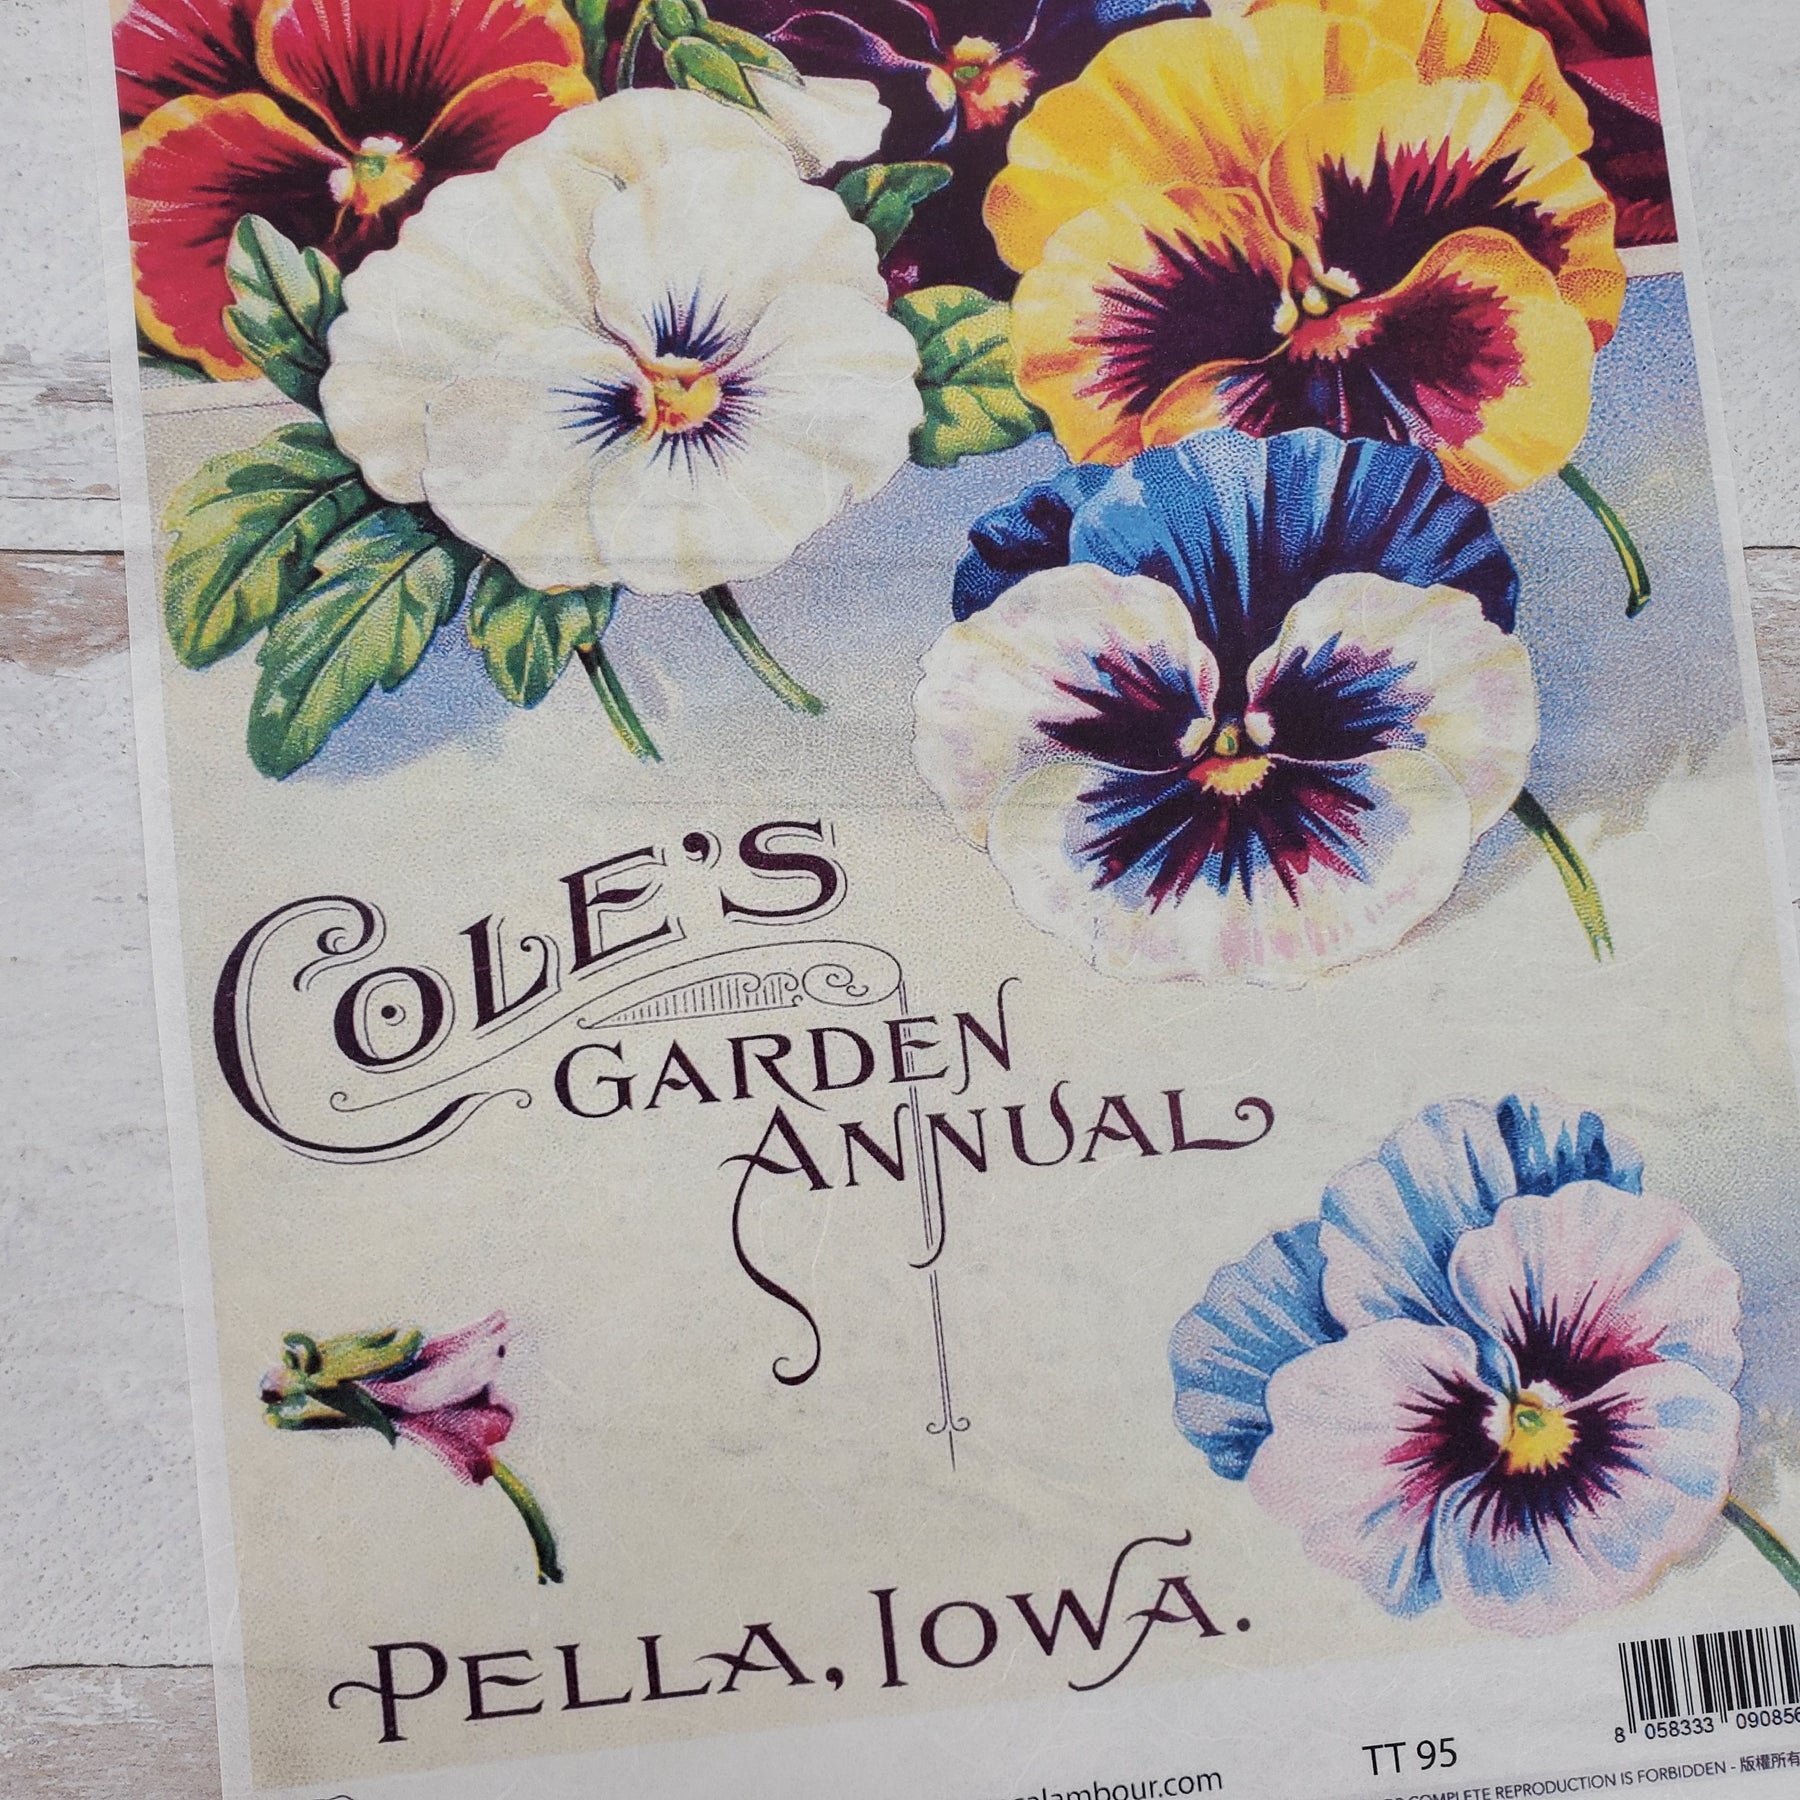 COLE'S
GARDEN
ANNUAL
PELLA, IOWA.
8 058333 090856
TT 95
COMPLETE REPRODUCTION IS FORBIDDEN - 版權所有